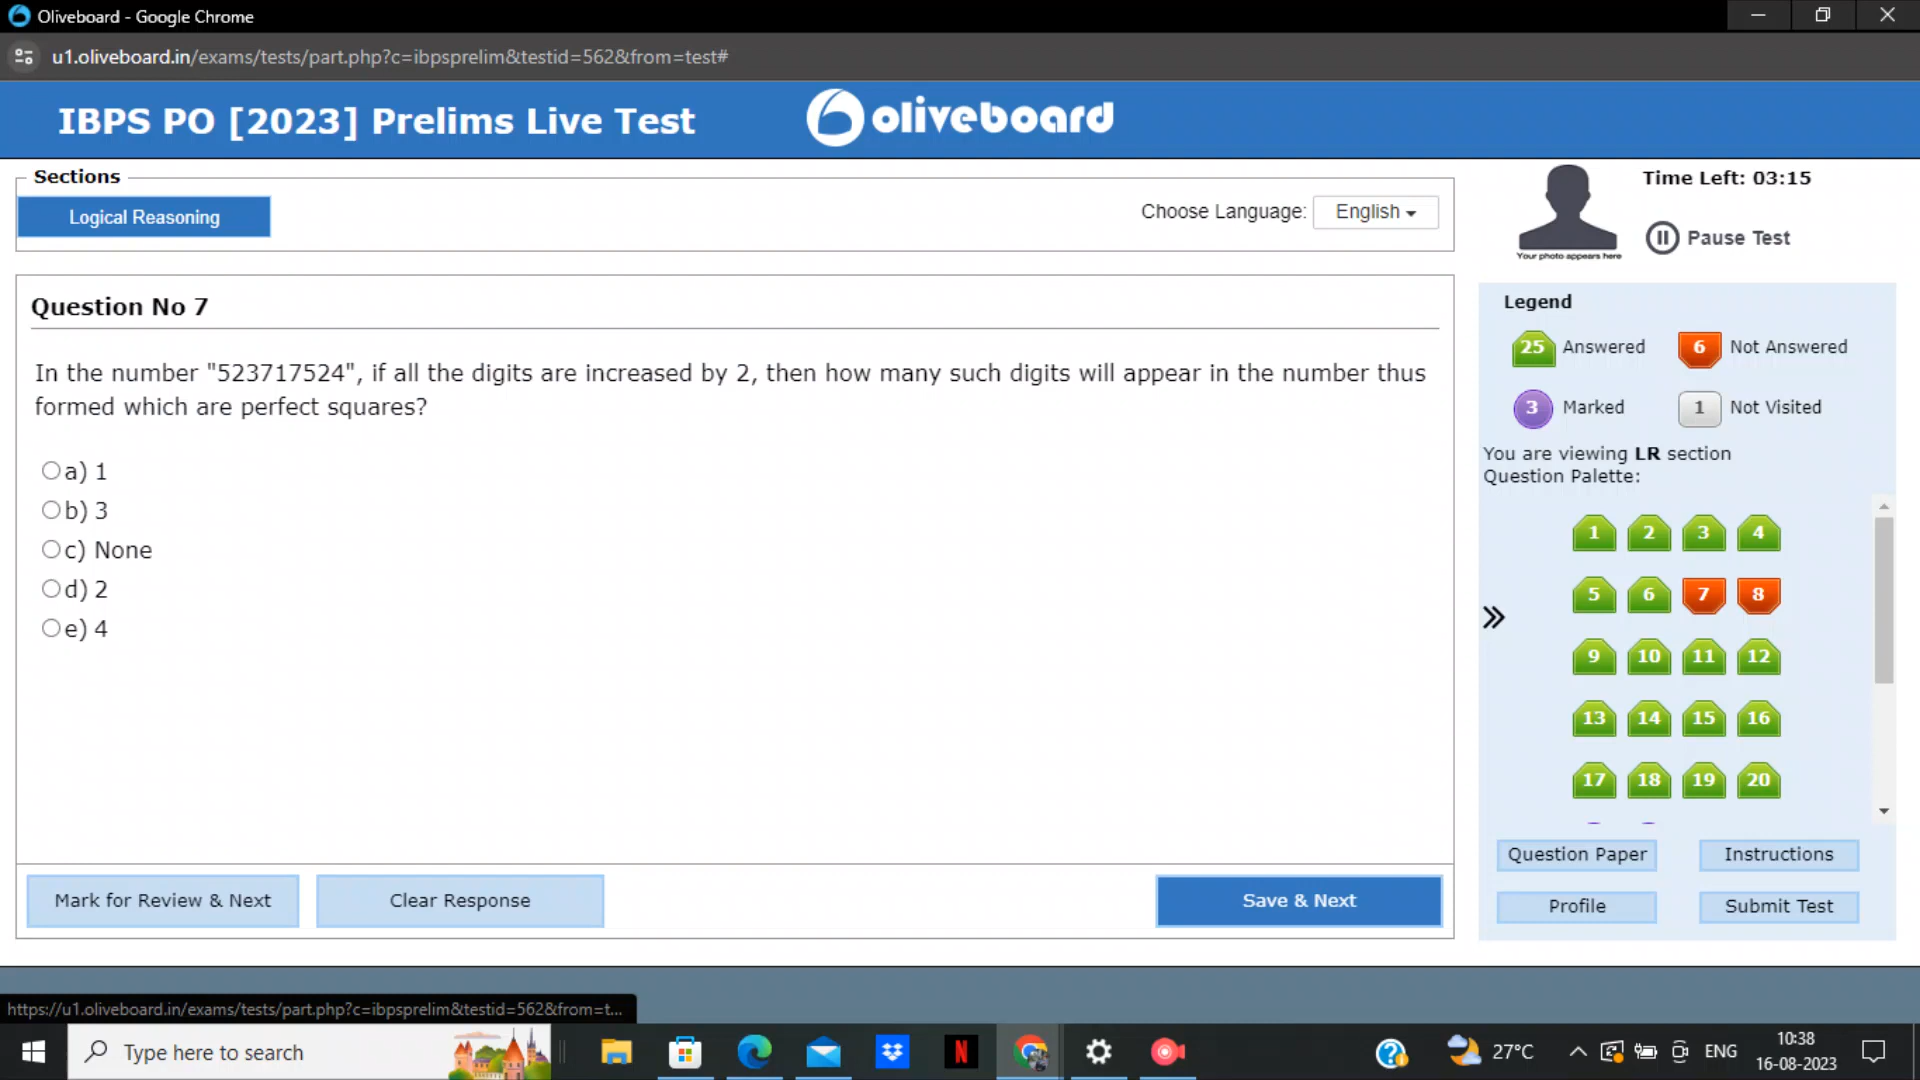 Oliveboard - Google Chrome
u1.oliveboard.in/exams/tests/part.php?c=ibpsprelim&testid=562&from=test#
IBPS PO [2023] Prelims Live Test
oliveboard
Sections
Logical Reasoning
Choose Language: English
Your photo appears here
Time Left: 03:15
Pause Test
Question No 7
In the number "523717524", if all the digits are increased by 2, then how many such digits will appear in the number thus
formed which are perfect squares?
a) 1
b) 3
c) None
d) 2
e) 4
Mark for Review & Next
Clear Response
Save & Next
Legend
25 Answered
6 Not Answered
3 Marked
1 Not Visited
You are viewing LR section
Question Palette:
1 2 3 4
5 6 7 8
9 10 11 12
13 14 15 16
17 18 19 20
Question Paper
Instructions
Profile
Submit Test
https://u1.oliveboard.in/exams/tests/part.php?c=ibpsprelim&testid=562&from=t...
Type here to search
N
27°C
ENG
10:38
16-08-2023